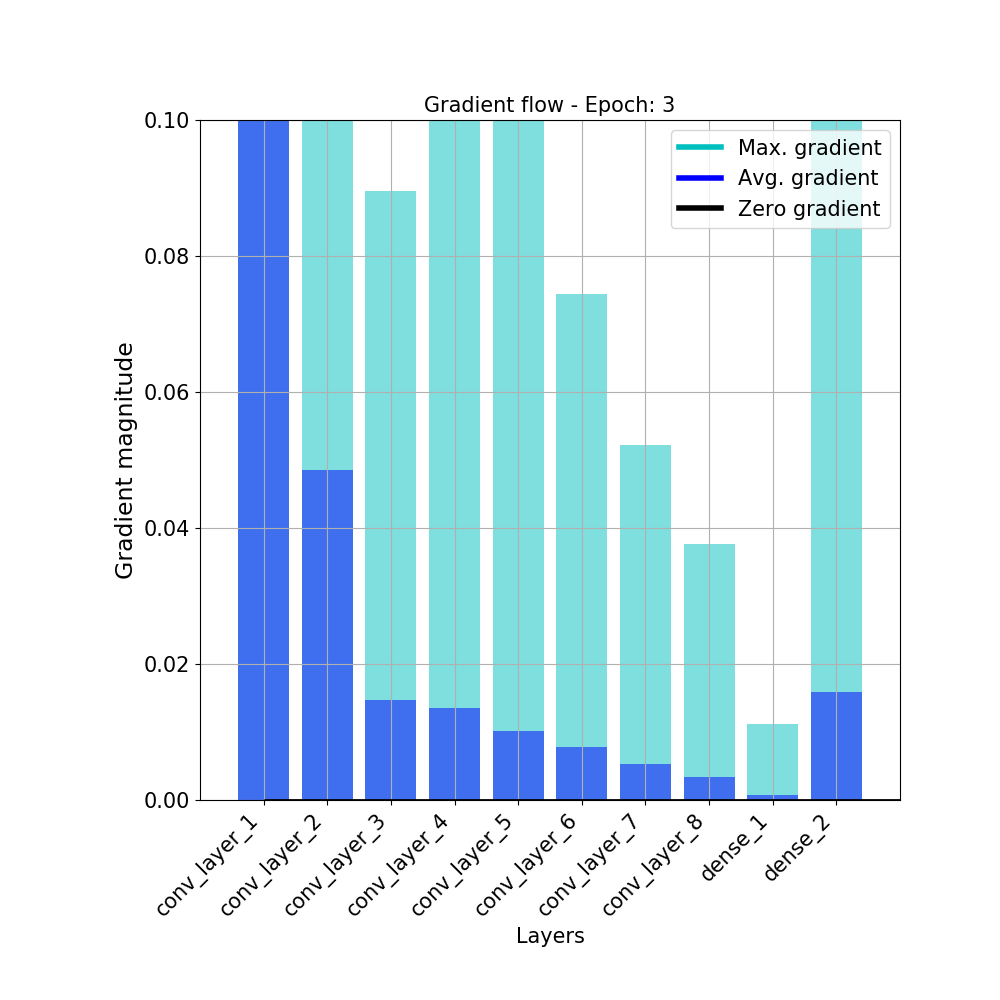 Gradient flow - Epoch: 3
Max. gradient
Avg. gradient
Zero gradient
Gradient magnitude
0.10
0.08
0.06
0.04
0.02
0.00
conv_layer_1
conv_layer_2
conv_layer_3
conv_layer_4
conv_layer_5
conv_layer_6
conv_layer_7
conv_layer_8
dense_1
dense_2
Layers